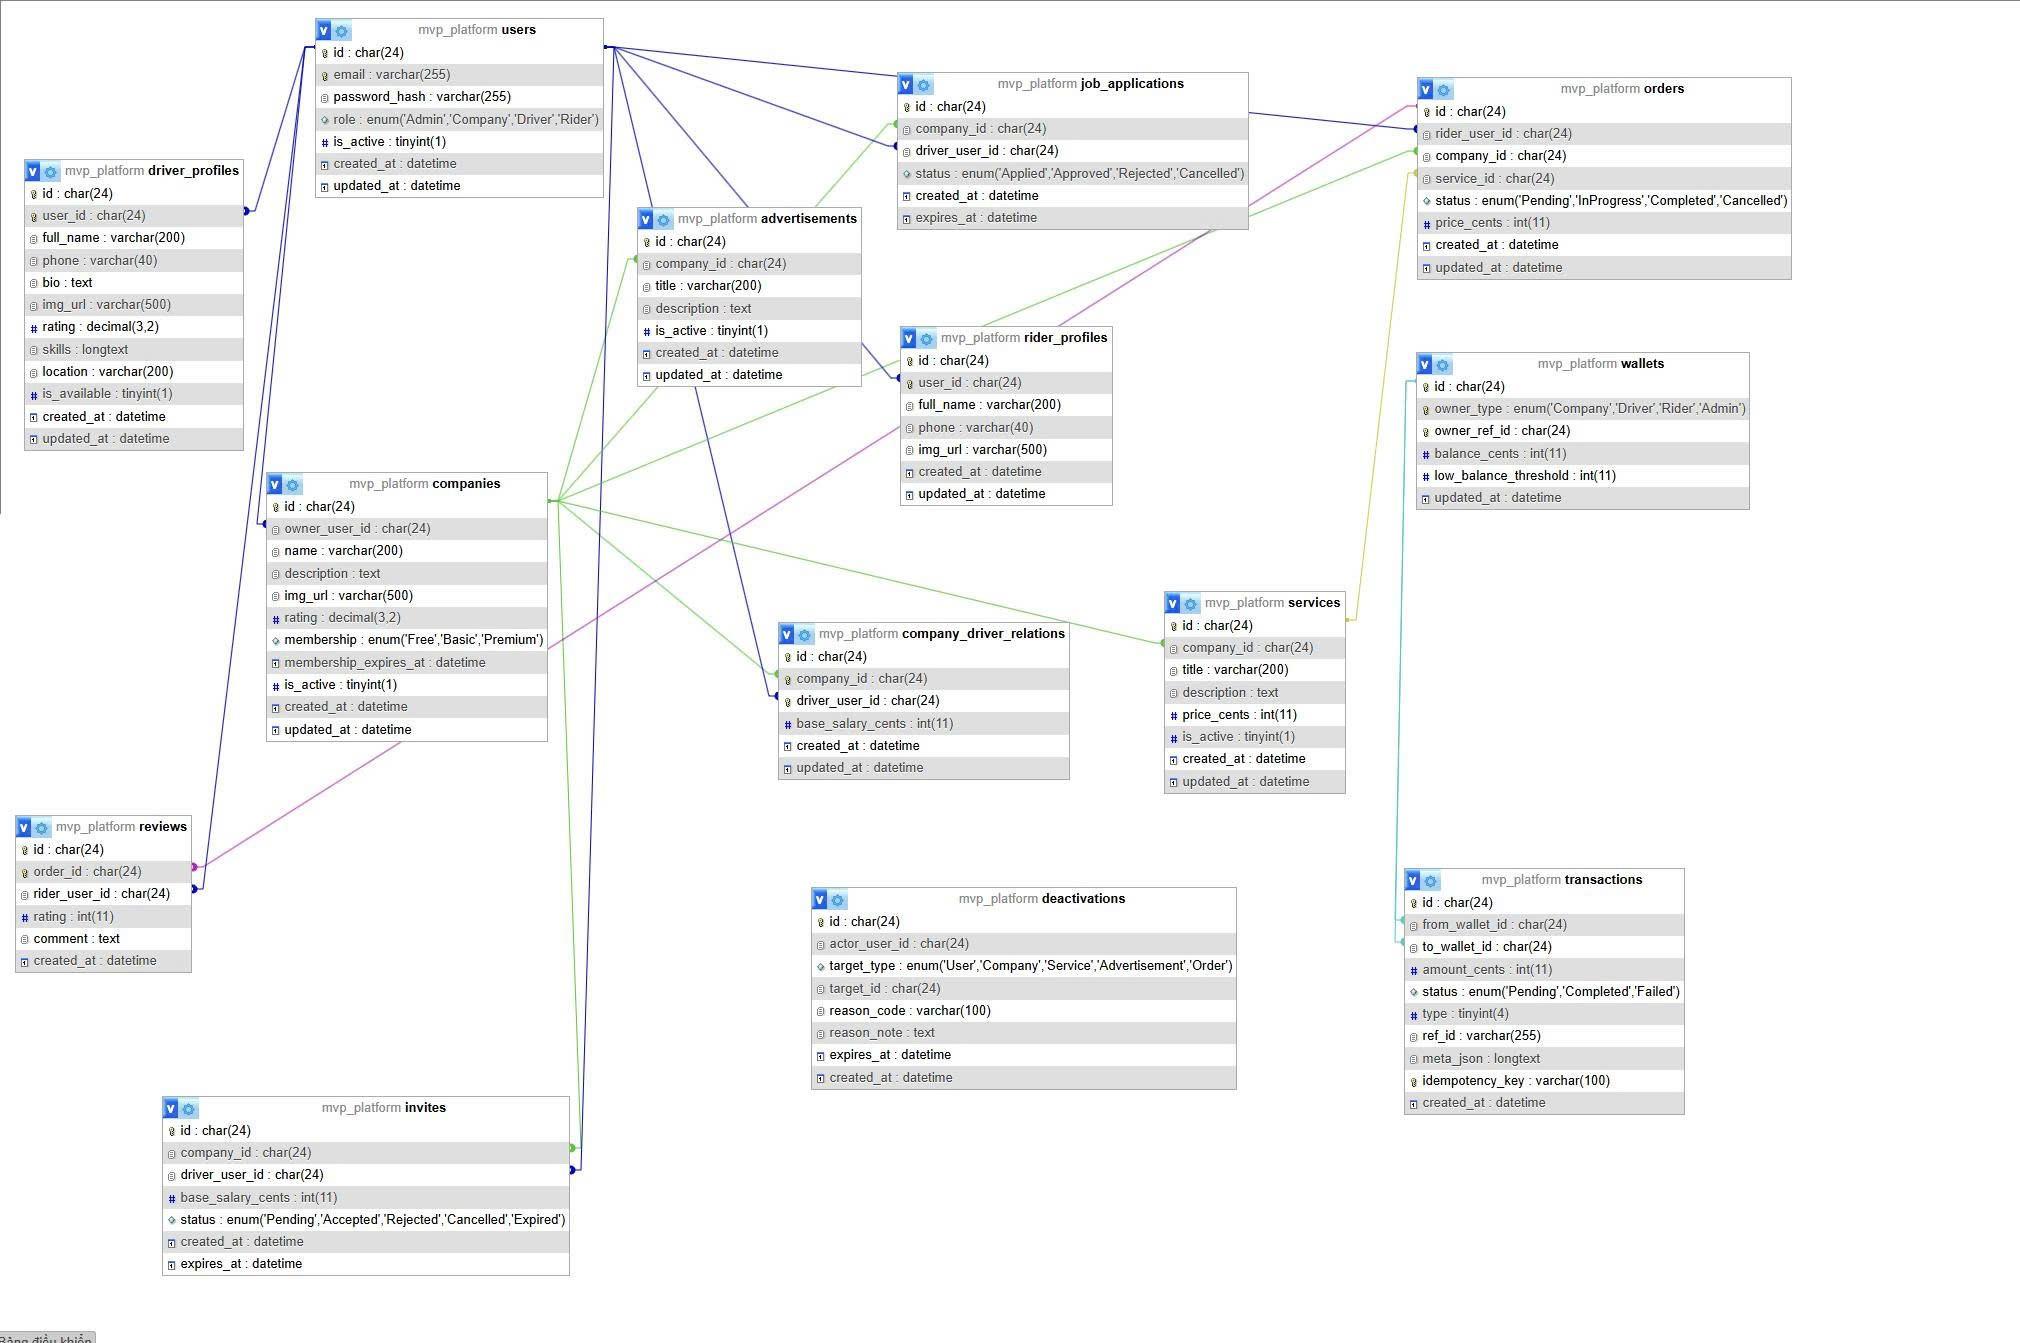 mvp_platform users
id : char(24)
email : varchar(255)
password_hash : varchar(255)
role : enum('Admin','Company','Driver','Rider')
is_active : tinyint(1)
created_at : datetime
updated_at : datetime
mvp_platform job_applications
id : char(24)
company_id : char(24)
driver_user_id : char(24)
status : enum('Applied','Approved','Rejected','Cancelled')
created_at : datetime
expires_at : datetime
mvp_platform orders
id : char(24)
rider_user_id : char(24)
company_id : char(24)
service_id : char(24)
status : enum('Pending','InProgress','Completed','Cancelled')
price_cents : int(11)
created_at : datetime
updated_at : datetime
mvp_platform driver_profiles
id : char(24)
user_id : char(24)
full_name : varchar(200)
phone : varchar(40)
bio : text
img_url : varchar(500)
rating : decimal(3,2)
skills : longtext
location : varchar(200)
is_available : tinyint(1)
created_at : datetime
updated_at : datetime
mvp_platform advertisements
id : char(24)
company_id : char(24)
title : varchar(200)
description : text
is_active : tinyint(1)
created_at : datetime
updated_at : datetime
mvp_platform rider_profiles
id : char(24)
user_id : char(24)
full_name : varchar(200)
phone : varchar(40)
img_url : varchar(500)
created_at : datetime
updated_at : datetime
mvp_platform wallets
id : char(24)
owner_type : enum('Company','Driver','Rider','Admin')
owner_ref_id : char(24)
balance_cents : int(11)
low_balance_threshold : int(11)
updated_at : datetime
mvp_platform companies
id : char(24)
owner_user_id : char(24)
name : varchar(200)
description : text
img_url : varchar(500)
rating : decimal(3,2)
membership : enum('Free','Basic','Premium')
membership_expires_at : datetime
is_active : tinyint(1)
created_at : datetime
updated_at : datetime
mvp_platform company_driver_relations
id : char(24)
company_id : char(24)
driver_user_id : char(24)
base_salary_cents : int(11)
created_at : datetime
updated_at : datetime
mvp_platform services
id : char(24)
company_id : char(24)
title : varchar(200)
description : text
price_cents : int(11)
is_active : tinyint(1)
created_at : datetime
updated_at : datetime
mvp_platform reviews
id : char(24)
order_id : char(24)
rider_user_id : char(24)
rating : int(11)
comment : text
created_at : datetime
mvp_platform deactivations
id : char(24)
actor_user_id : char(24)
target_type : enum('User','Company','Service','Advertisement','Order')
target_id : char(24)
reason_code : varchar(100)
reason_note : text
expires_at : datetime
created_at : datetime
mvp_platform transactions
id : char(24)
from_wallet_id : char(24)
to_wallet_id : char(24)
amount_cents : int(11)
status : enum('Pending','Completed','Failed')
type : tinyint(4)
ref_id : varchar(255)
meta_json : longtext
idempotency_key : varchar(100)
created_at : datetime
mvp_platform invites
id : char(24)
company_id : char(24)
driver_user_id : char(24)
base_salary_cents : int(11)
status : enum('Pending','Accepted','Rejected','Cancelled','Expired')
created_at : datetime
expires_at : datetime
Bảng điều khiển